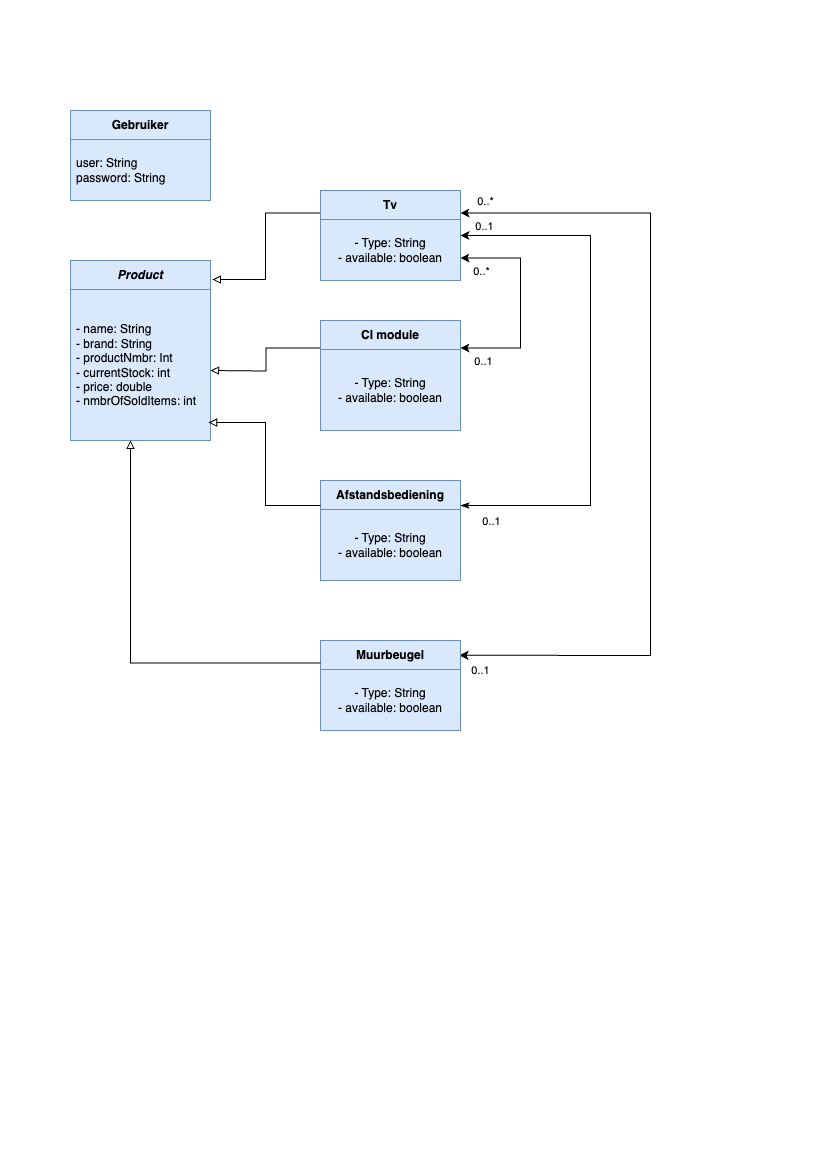 Gebruiker
user: String
password: String
Tv
- Type: String
- available: boolean
0..*
0..1
0..*
Product
- name: String
- brand: String
- productNmbr: Int
- currentStock: int
- price: double
- nmbrOfSoldItems: int
CI module
- Type: String
- available: boolean
0..1
Afstandsbediening
- Type: String
- available: boolean
0..1
Muurbeugel
- Type: String
- available: boolean
0..1